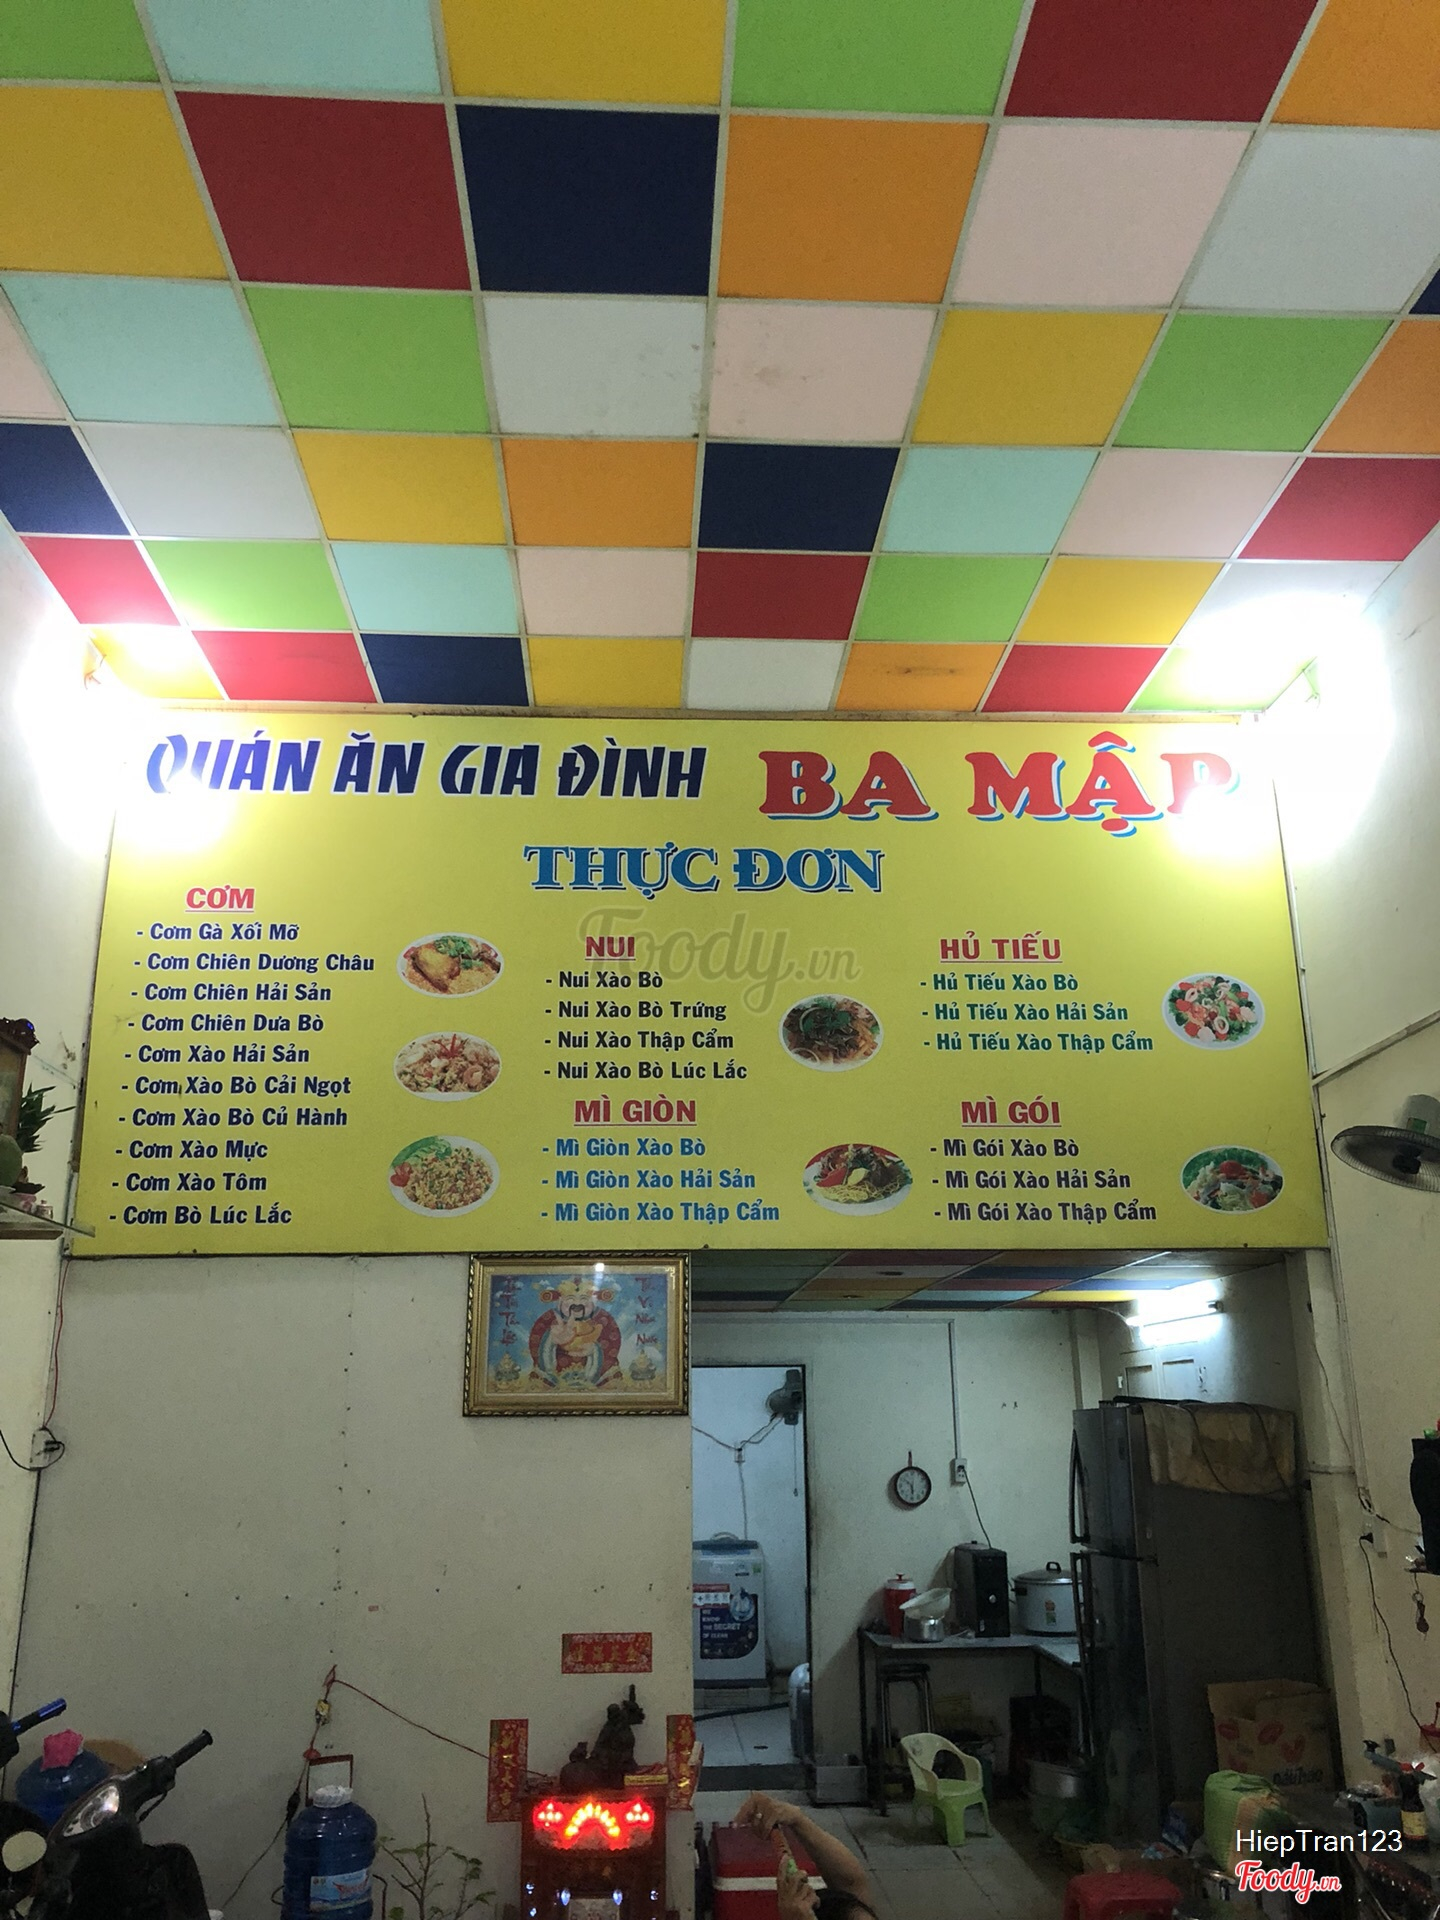 QUÁN ĂN GIA ĐÌNH BA MẬP
THỰC ĐƠN
CƠM
- Cơm Gà Xối Mỡ
- Cơm Chiên Dương Châu
- Cơm Chiên Hải Sản
- Cơm Chiên Dưa Bò
- Cơm Xào Hải Sản
- Cơm Xào Bò Cải Ngọt
- Cơm Xào Bò Củ Hành
- Cơm Xào Mực
- Cơm Xào Tôm
- Cơm Bò Lúc Lắc
NUI
- Nui Xào Bò
- Nui Xào Bò Trứng
- Nui Xào Thập Cẩm
- Nui Xào Bò Lúc Lắc
MÌ GIÒN
- Mì Giòn Xào Bò
- Mì Giòn Xào Hải Sản
- Mì Giòn Xào Thập Cẩm
HỦ TIẾU
- Hủ Tiếu Xào Bò
- Hủ Tiếu Xào Hải Sản
- Hủ Tiếu Xào Thập Cẩm
MÌ GÓI
- Mì Gói Xào Bò
- Mì Gói Xào Hải Sản
- Mì Gói Xào Thập Cẩm
Foody.vn
THE SECRET
OF CLEAN
HiepTran123
Foody.vn